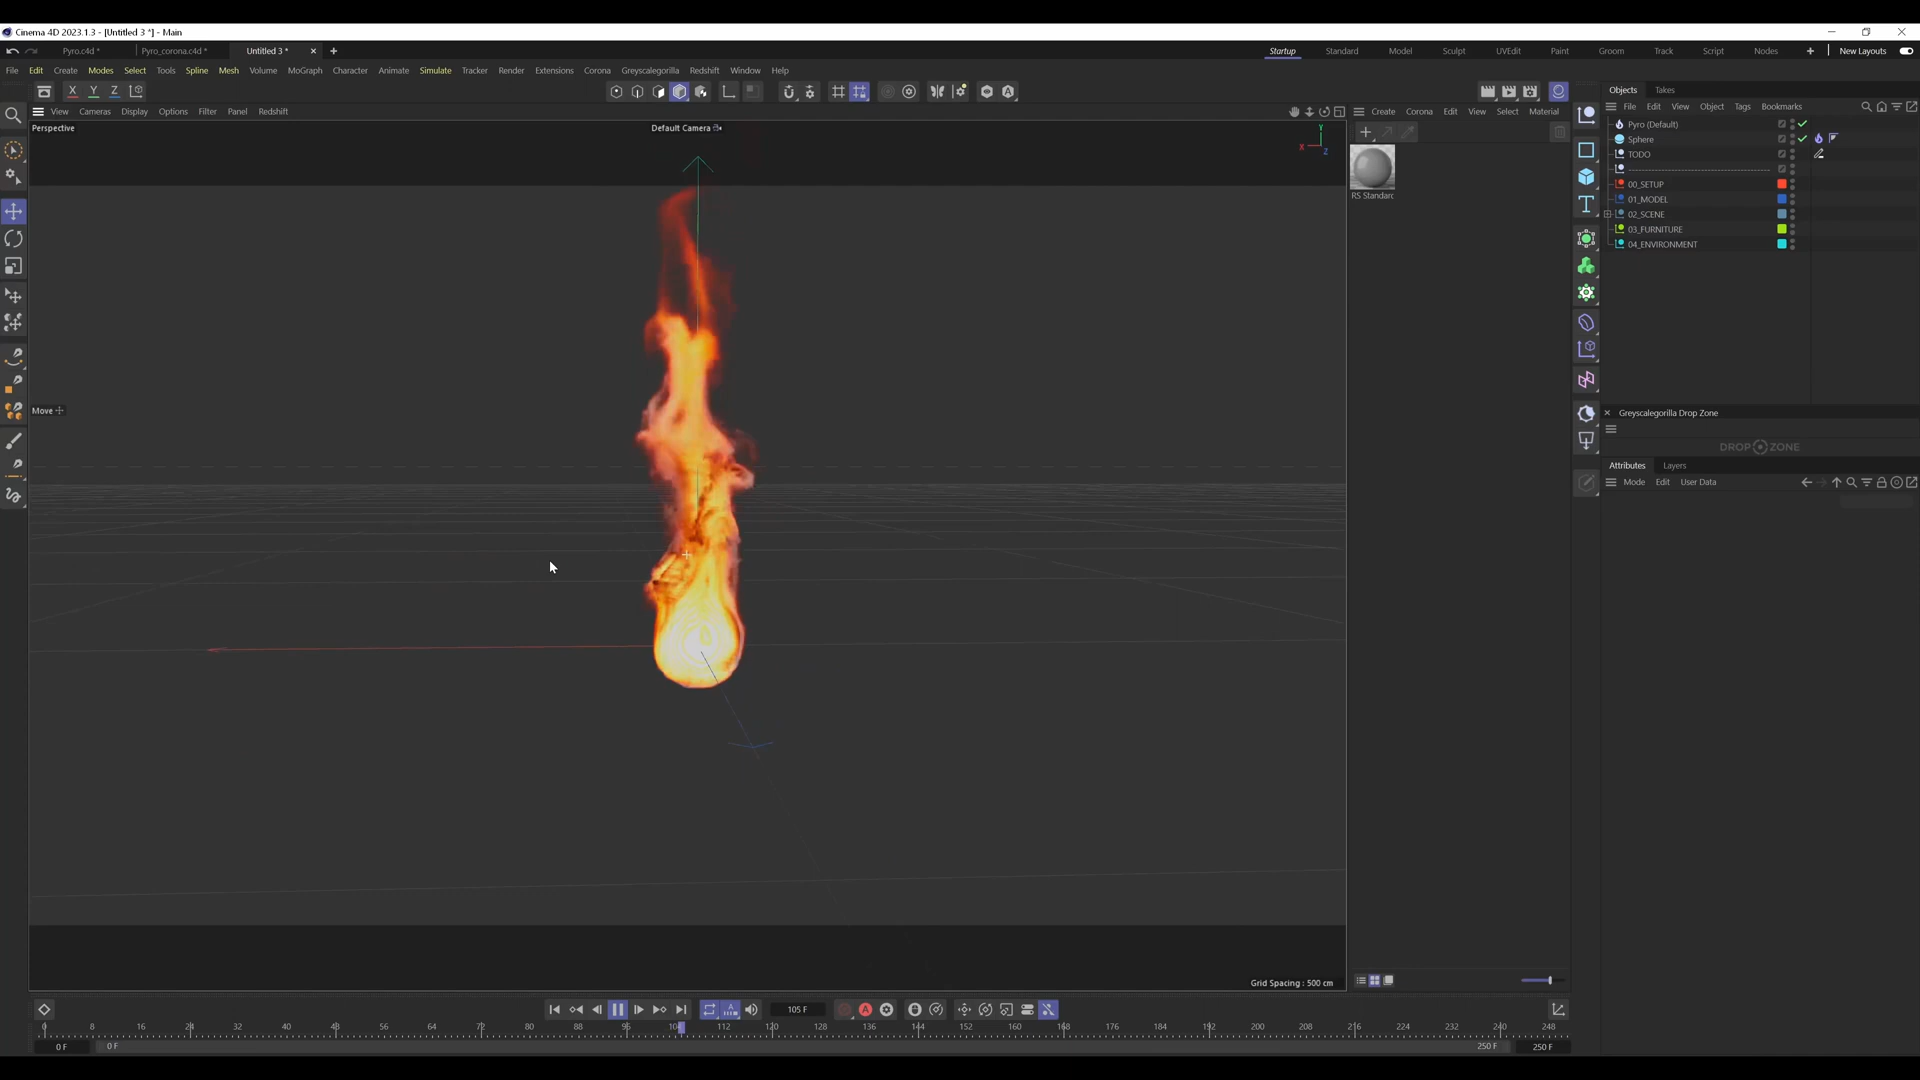 Cinema 4D 2023.1.3 - [Untitled 3 *] - Main
Pyro.c4d *
Pyro_corona.c4d *
Untitled 3 *
Startup
Standard
Model
Sculpt
UVEdit
Paint
Groom
Track
Script
Nodes
New Layouts
File Edit Create Modes Select Tools Spline Mesh Volume MoGraph Character Animate Simulate Tracker Render Extensions Corona Greyscalegorilla Redshift Window Help
X Y Z
Objects Takes
View Cameras Display Options Filter Panel Redshift
Create Corona Edit View Select Material
File Edit View Object Tags Bookmarks
Perspective
Default Camera
Y
X
Z
RS Standard
Pyro (Default)
Sphere
TODO
--------------------------------------------------
00_SETUP
01_MODEL
02_SCENE
03_FURNITURE
04_ENVIRONMENT
Move
Greyscalegorilla Drop Zone
DROP ZONE
Attributes Layers
Mode Edit User Data
Grid Spacing : 500 cm
105 F
0 8 16 24 32 40 48 56 64 72 80 88 96 104 112 120 128 136 144 152 160 168 176 184 192 200 208 216 224 232 240 248
0 F
0 F
250 F
250 F